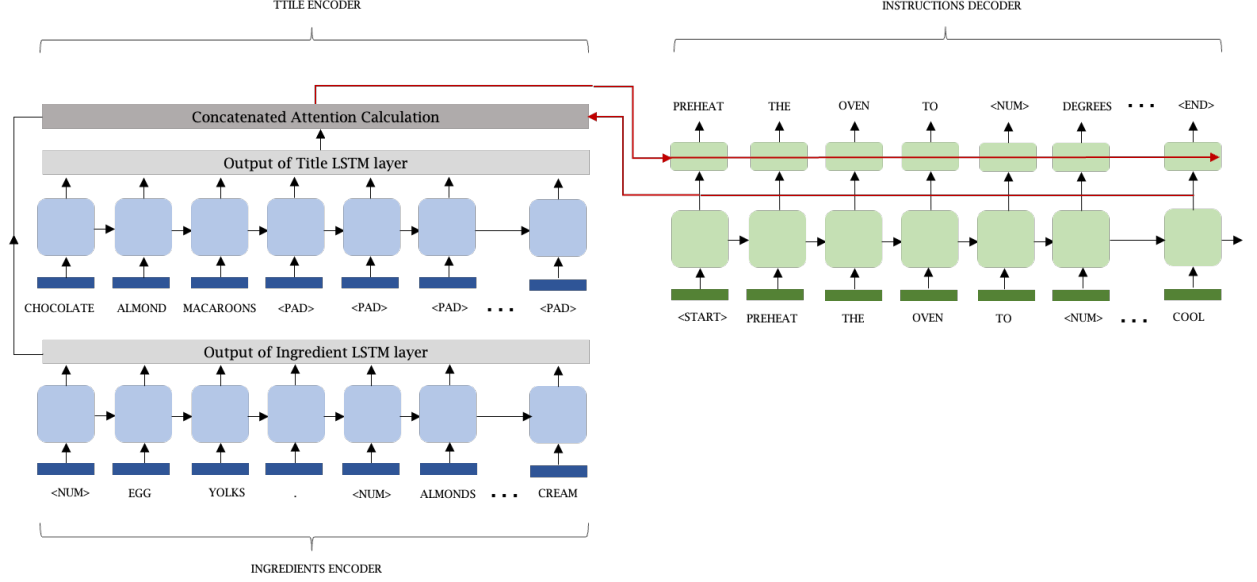 TTILE ENCODER
INSTRUCTIONS DECODER
Concatenated Attention Calculation
Output of Title LSTM layer
CHOCOLATE ALMOND MACAROONS <PAD> <PAD> <PAD> ... <PAD>
Output of Ingredient LSTM layer
<NUM> EGG YOLKS . <NUM> ALMONDS ... CREAM
INGREDIENTS ENCODER
PREHEAT THE OVEN TO <NUM> DEGREES ... <END>
<START> PREHEAT THE OVEN TO <NUM> ... COOL